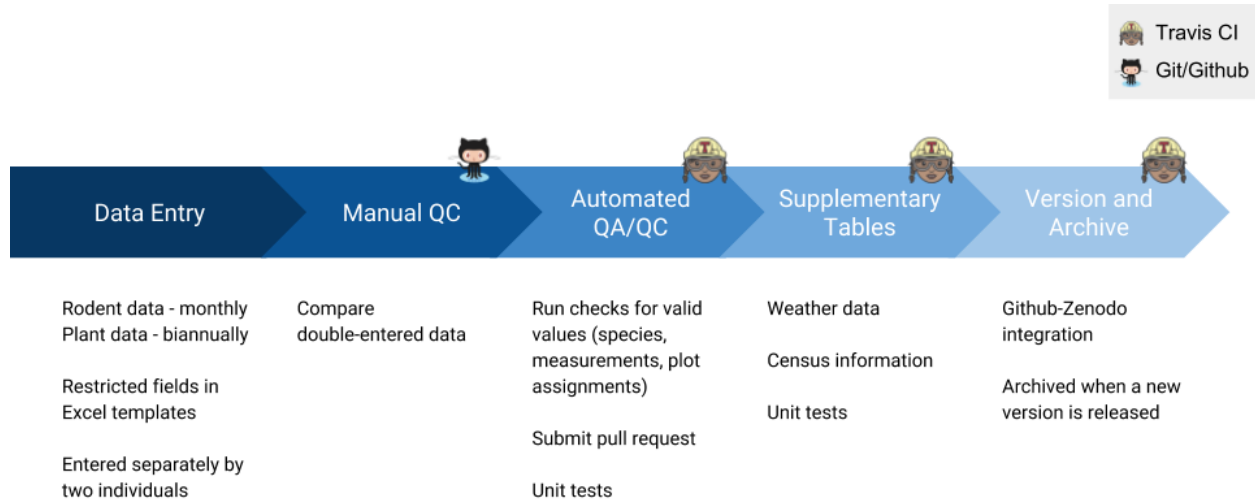 Travis CI
Git/Github
Data Entry
Manual QC
Automated
QA/QC
Supplementary
Tables
Version and
Archive
Rodent data - monthly
Plant data - biannually
Restricted fields in
Excel templates
Entered separately by
two individuals
Compare
double-entered data
Run checks for valid
values (species,
measurements, plot
assignments)
Submit pull request
Unit tests
Weather data
Census information
Unit tests
Github-Zenodo
integration
Archived when a new
version is released